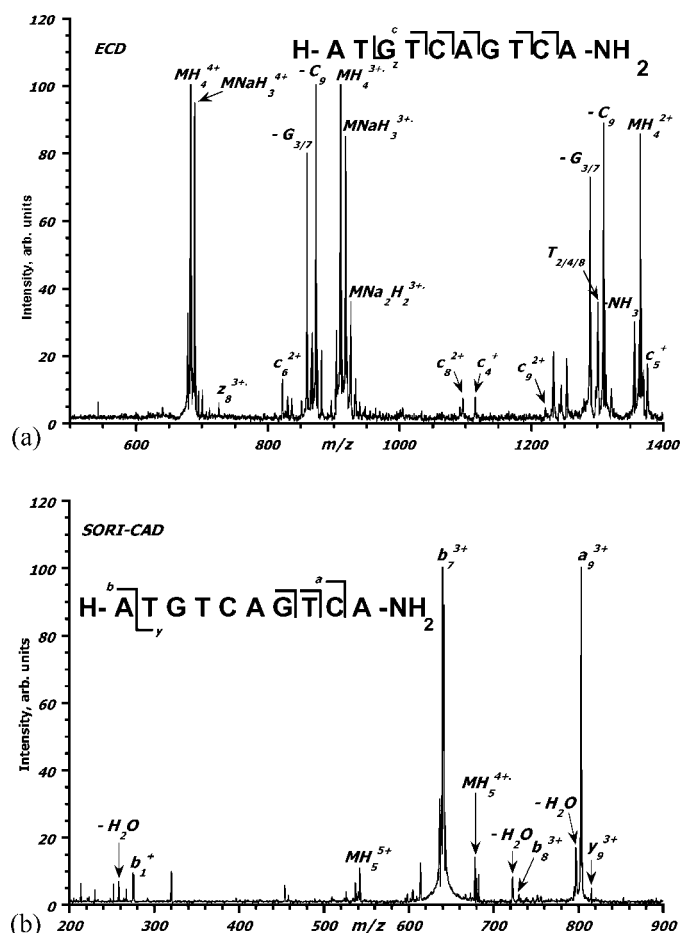 ECD
H- A T G T C A G T C A -NH2
c
z
Intensity, arb. units
120
100
80
60
40
20
0
MH4 4+
MNaH3 4+
- C9
- G3/7
MH4 3+.
MNaH3 3+.
MNa2H2 3+.
z8 3+.
c6 2+
c8 2+
c4 +
c9 2+
- G3/7
- C9
MH4 2+
T2/4/8
-NH3
c5 +
600 800 1000 1200 1400
m/z
(a)
SORI-CAD
H- A T G T C A G T C A -NH2
b
y
a
Intensity, arb. units
120
100
80
60
40
20
0
b7 3+
a9 3+
- H2O
b1 +
MH5 5+
MH5 4+.
- H2O
b8 3+
- H2O
y9 3+
200 300 400 500 600 700 800 900
m/z
(b)